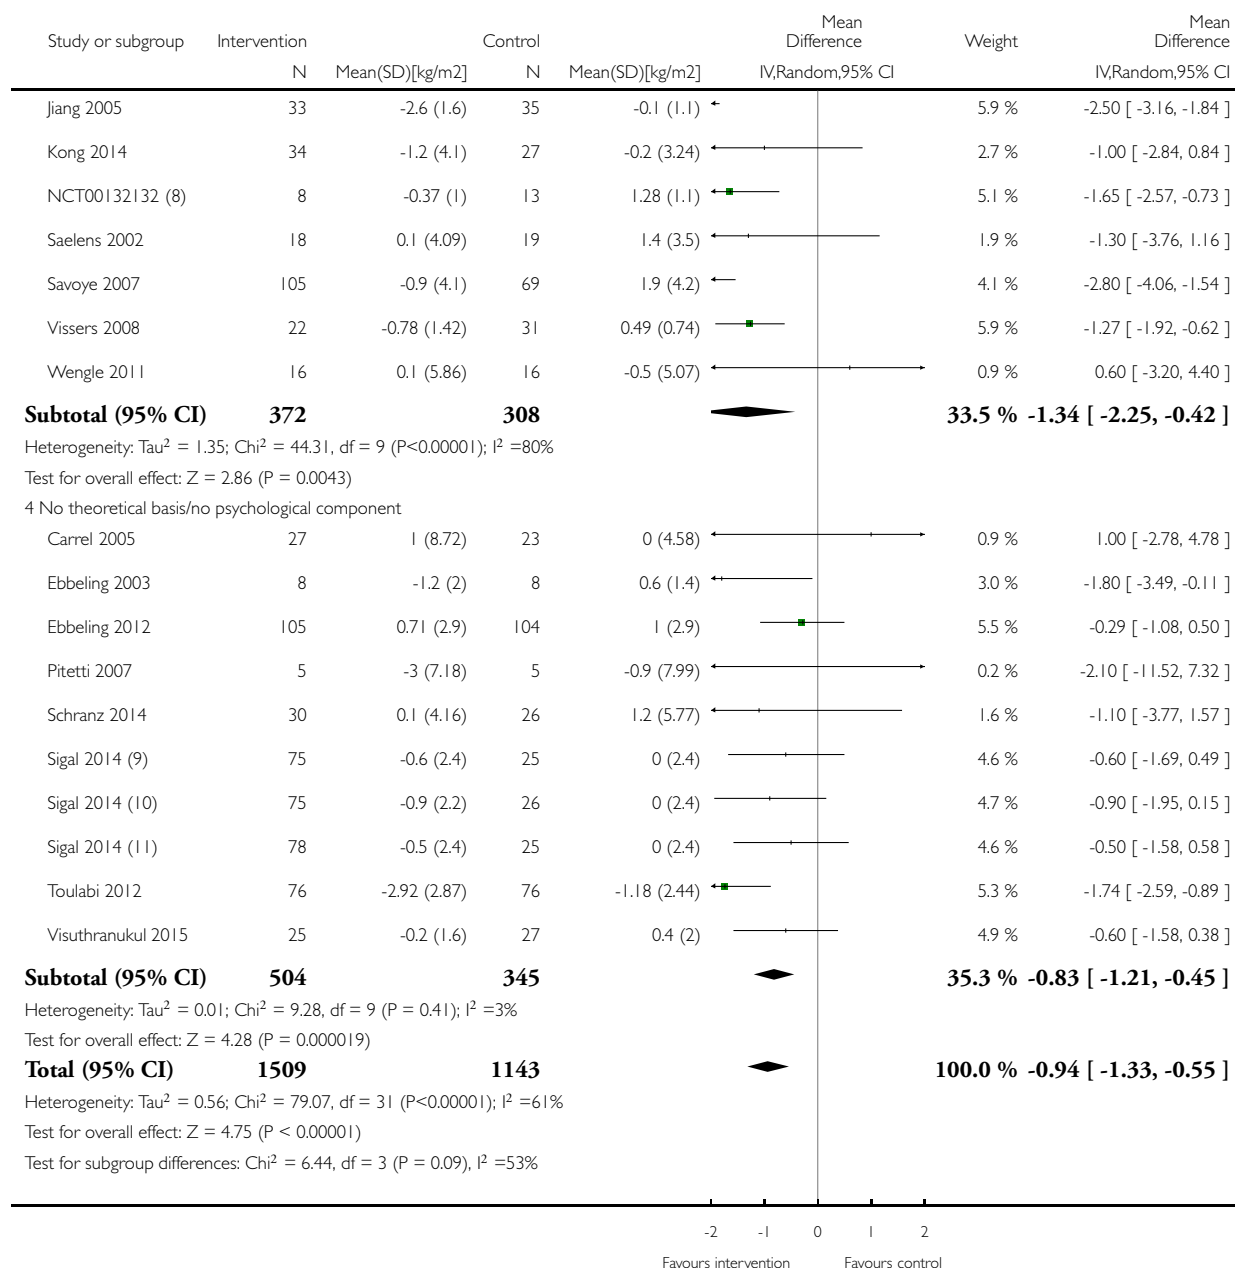 Study or subgroup Intervention Control Mean Difference Weight Mean Difference
N Mean(SD)[kg/m2] N Mean(SD)[kg/m2] IV,Random,95% CI IV,Random,95% CI
Jiang 2005 33 -2.6 (1.6) 35 -0.1 (1.1) 5.9 % -2.50 [ -3.16, -1.84 ]
Kong 2014 34 -1.2 (4.1) 27 -0.2 (3.24) 2.7 % -1.00 [ -2.84, 0.84 ]
NCT00132132 (8) 8 -0.37 (1) 13 1.28 (1.1) 5.1 % -1.65 [ -2.57, -0.73 ]
Saelens 2002 18 0.1 (4.09) 19 1.4 (3.5) 1.9 % -1.30 [ -3.76, 1.16 ]
Savoye 2007 105 -0.9 (4.1) 69 1.9 (4.2) 4.1 % -2.80 [ -4.06, -1.54 ]
Vissers 2008 22 -0.78 (1.42) 31 0.49 (0.74) 5.9 % -1.27 [ -1.92, -0.62 ]
Wengle 2011 16 0.1 (5.86) 16 -0.5 (5.07) 0.9 % 0.60 [ -3.20, 4.40 ]
Subtotal (95% CI) 372 308 33.5 % -1.34 [ -2.25, -0.42 ]
Heterogeneity: Tau² = 1.35; Chi² = 44.31, df = 9 (P<0.00001); I² =80%
Test for overall effect: Z = 2.86 (P = 0.0043)
4 No theoretical basis/no psychological component
Carrel 2005 27 1 (8.72) 23 0 (4.58) 0.9 % 1.00 [ -2.78, 4.78 ]
Ebbeling 2003 8 -1.2 (2) 8 0.6 (1.4) 3.0 % -1.80 [ -3.49, -0.11 ]
Ebbeling 2012 105 0.71 (2.9) 104 1 (2.9) 5.5 % -0.29 [ -1.08, 0.50 ]
Pitetti 2007 5 -3 (7.18) 5 -0.9 (7.99) 0.2 % -2.10 [ -11.52, 7.32 ]
Schranz 2014 30 0.1 (4.16) 26 1.2 (5.77) 1.6 % -1.10 [ -3.77, 1.57 ]
Sigal 2014 (9) 75 -0.6 (2.4) 25 0 (2.4) 4.6 % -0.60 [ -1.69, 0.49 ]
Sigal 2014 (10) 75 -0.9 (2.2) 26 0 (2.4) 4.7 % -0.90 [ -1.95, 0.15 ]
Sigal 2014 (11) 78 -0.5 (2.4) 25 0 (2.4) 4.6 % -0.50 [ -1.58, 0.58 ]
Toulabi 2012 76 -2.92 (2.87) 76 -1.18 (2.44) 5.3 % -1.74 [ -2.59, -0.89 ]
Visuthranukul 2015 25 -0.2 (1.6) 27 0.4 (2) 4.9 % -0.60 [ -1.58, 0.38 ]
Subtotal (95% CI) 504 345 35.3 % -0.83 [ -1.21, -0.45 ]
Heterogeneity: Tau² = 0.01; Chi² = 9.28, df = 9 (P = 0.41); I² =3%
Test for overall effect: Z = 4.28 (P = 0.000019)
Total (95% CI) 1509 1143 100.0 % -0.94 [ -1.33, -0.55 ]
Heterogeneity: Tau² = 0.56; Chi² = 79.07, df = 31 (P<0.00001); I² =61%
Test for overall effect: Z = 4.75 (P < 0.00001)
Test for subgroup differences: Chi² = 6.44, df = 3 (P = 0.09), I² =53%
-2 -1 0 1 2
Favours intervention Favours control